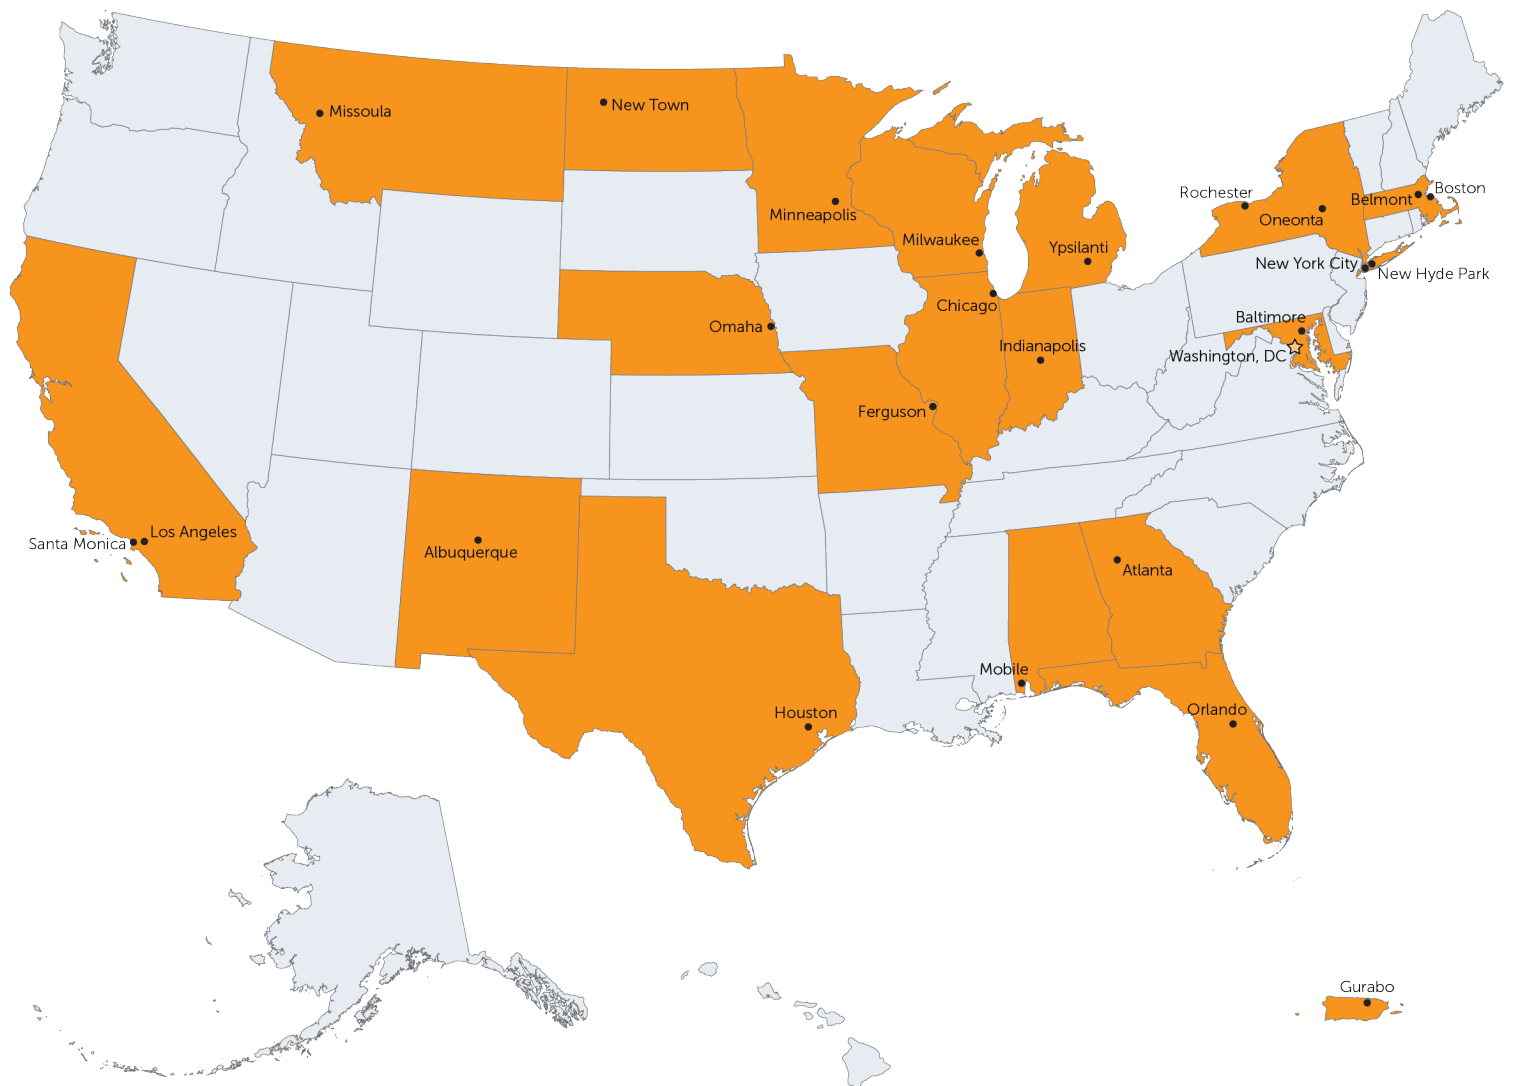 Missoula
New Town
Minneapolis
Rochester
Oneonta
Belmont
Boston
Milwaukee
Ypsilanti
New York City
New Hyde Park
Chicago
Omaha
Baltimore
Indianapolis
Washington, DC
Ferguson
Los Angeles
Santa Monica
Albuquerque
Atlanta
Mobile
Houston
Orlando
Gurabo